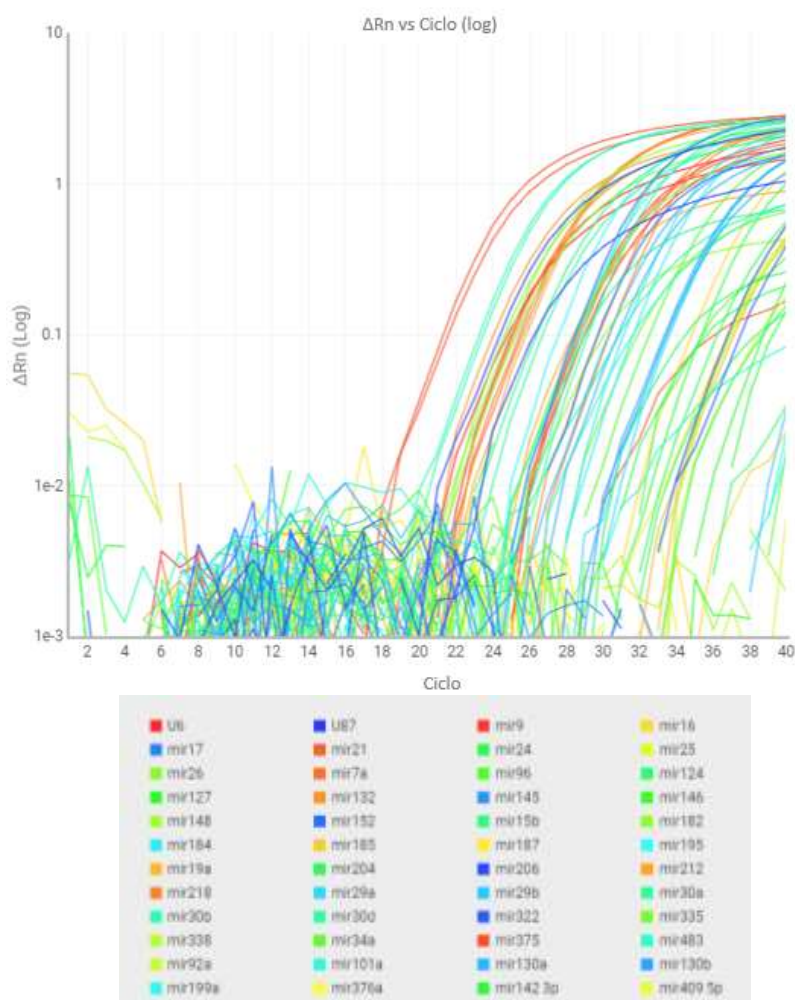 ΔRn vs Ciclo (log)
10
1
0.1
1e-2
1e-3
ΔRn (Log)
2 4 6 8 10 12 14 16 18 20 22 24 26 28 30 32 34 36 38 40
Ciclo
U6 U87 mir9 mir16
mir17 mir21 mir24 mir25
mir26 mir7a mir96 mir124
mir127 mir132 mir145 mir146
mir148 mir152 mir15b mir182
mir184 mir185 mir187 mir195
mir19a mir204 mir206 mir212
mir218 mir29a mir29b mir30a
mir30b mir30d mir322 mir335
mir338 mir34a mir375 mir483
mir92a mir101a mir130a mir130b
mir199a mir376a mir142 3p mir409 5p